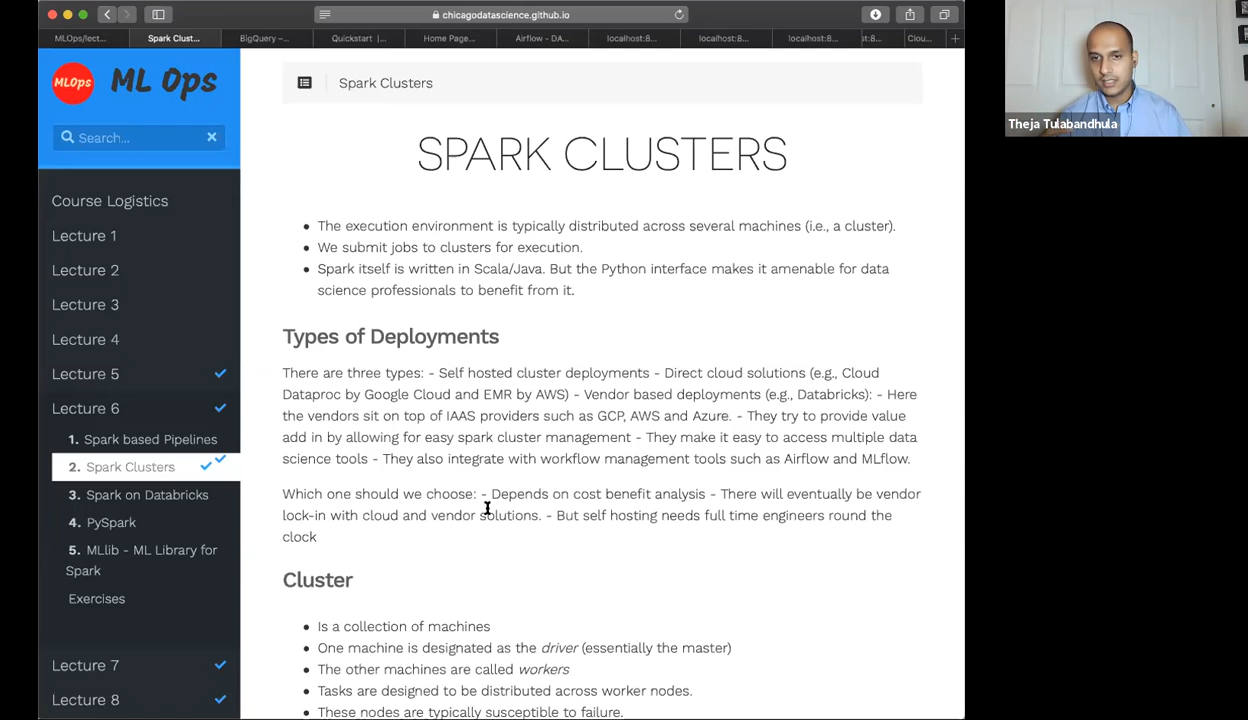 chicagodatascience.github.io
MLOps/lect...
Spark Clust...
BigQuery –...
Quickstart |...
Home Page...
Airflow - DA...
localhost:8...
localhost:8...
localhost:8...
st:8...
Clou...
MLOps
ML Ops
Search...
Course Logistics
Lecture 1
Lecture 2
Lecture 3
Lecture 4
Lecture 5
Lecture 6
1. Spark based Pipelines
2. Spark Clusters
3. Spark on Databricks
4. PySpark
5. MLlib - ML Library for
Spark
Exercises
Lecture 7
Lecture 8
Spark Clusters
SPARK CLUSTERS
• The execution environment is typically distributed across several machines (i.e., a cluster).
• We submit jobs to clusters for execution.
• Spark itself is written in Scala/Java. But the Python interface makes it amenable for data
science professionals to benefit from it.
Types of Deployments
There are three types: - Self hosted cluster deployments - Direct cloud solutions (e.g., Cloud
Dataproc by Google Cloud and EMR by AWS) - Vendor based deployments (e.g., Databricks): - Here
the vendors sit on top of IAAS providers such as GCP, AWS and Azure. - They try to provide value
add in by allowing for easy spark cluster management - They make it easy to access multiple data
science tools - They also integrate with workflow management tools such as Airflow and MLflow.
Which one should we choose: - Depends on cost benefit analysis - There will eventually be vendor
lock-in with cloud and vendor solutions. - But self hosting needs full time engineers round the
clock
Cluster
• Is a collection of machines
• One machine is designated as the driver (essentially the master)
• The other machines are called workers
• Tasks are designed to be distributed across worker nodes.
• These nodes are typically susceptible to failure.
Theja Tulabandhula